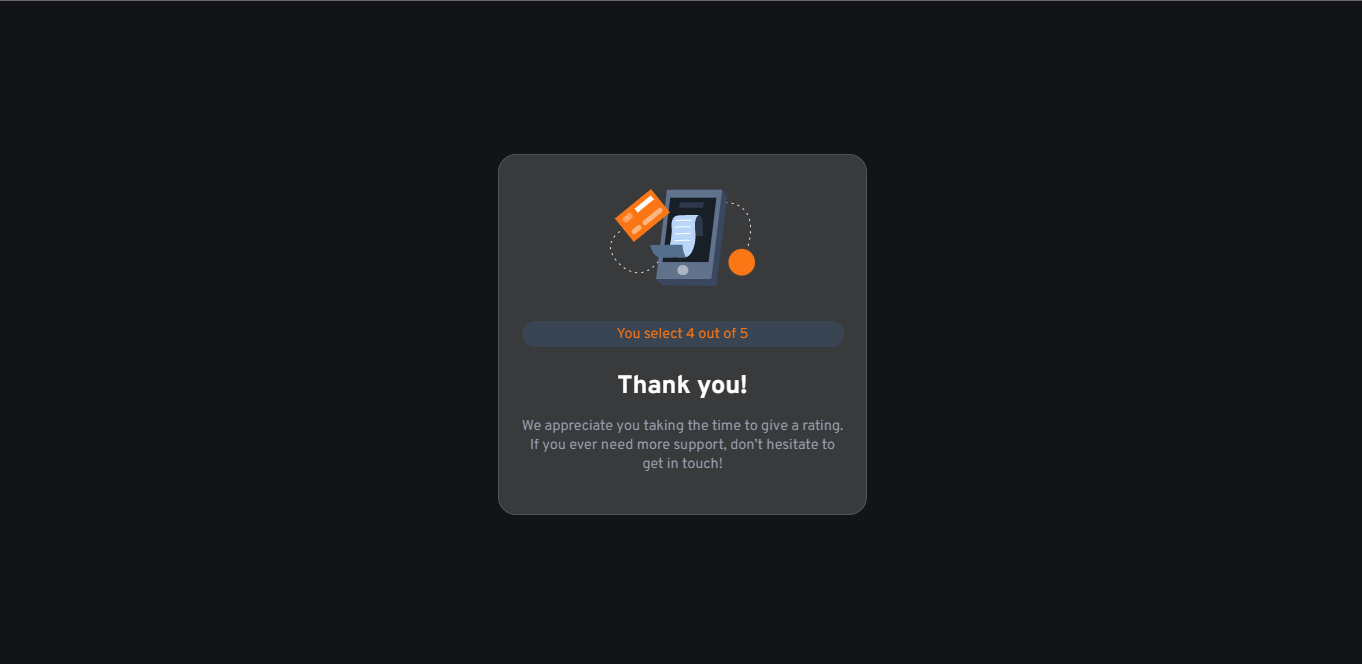 You select 4 out of 5
Thank you!
We appreciate you taking the time to give a rating.
If you ever need more support, don’t hesitate to
get in touch!